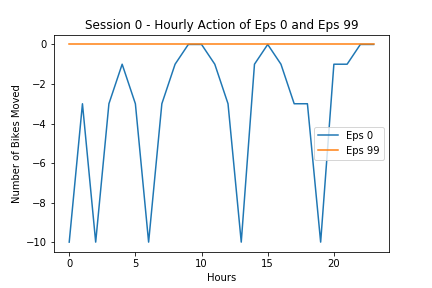 Session 0 - Hourly Action of Eps 0 and Eps 99
Number of Bikes Moved
0
−2
−4
−6
−8
−10
Eps 0
Eps 99
0 5 10 15 20
Hours